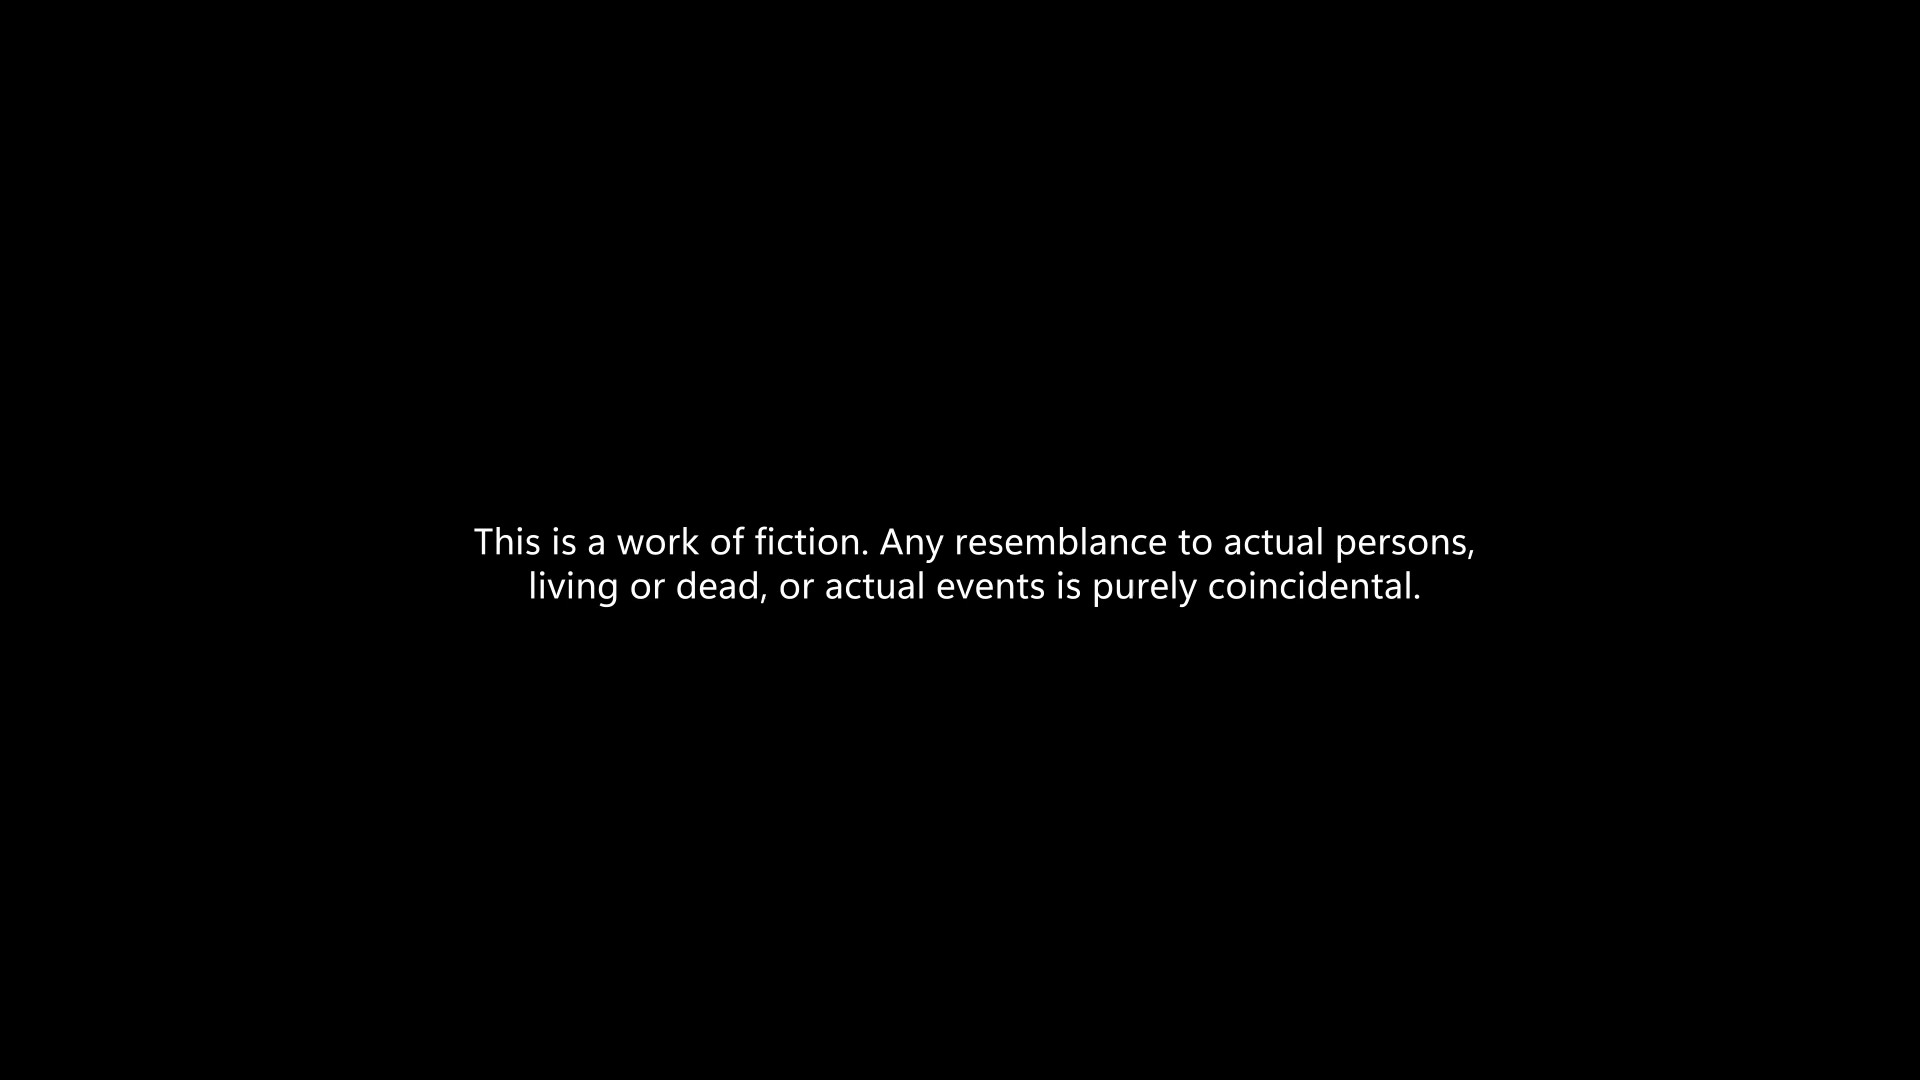 This is a work of fiction. Any resemblance to actual persons,
living or dead, or actual events is purely coincidental.